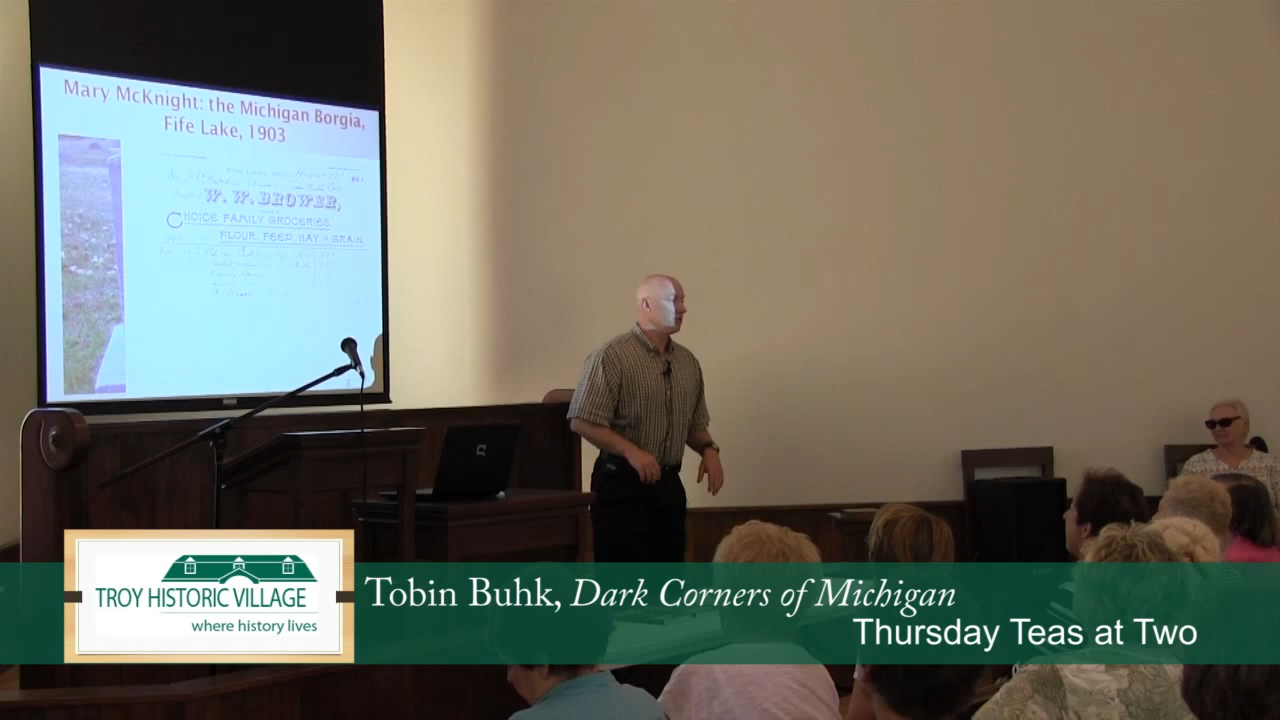 Mary McKnight: the Michigan Borgia,
Fife Lake, 1903
W. W. BROWER,
CHOICE FAMILY GROCERIES.
FLOUR FEED HAY & GRAIN.
TROY HISTORIC VILLAGE
where history lives
Tobin Buhk, Dark Corners of Michigan
Thursday Teas at Two